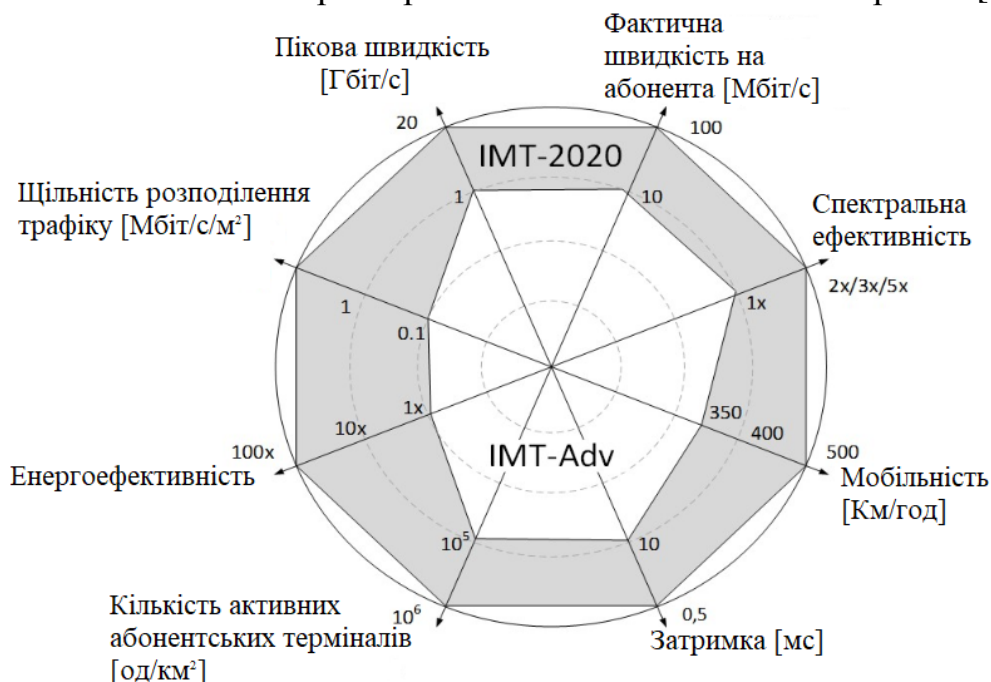 Пікова швидкість
[Гбіт/с]
Фактична
швидкість на
абонента [Мбіт/с]
20
100
IMT-2020
Щільність розподілення
трафіку [Мбіт/с/м²]
1
10
Спектральна
ефективність
2x/3x/5x
1
1x
0.1
1x
350
10x
400
100x
500
Енергоефективність
IMT-Adv
Мобільність
[Км/год]
10⁵
10
10⁶
0,5
Кількість активних
абонентських терміналів
[од/км²]
Затримка [мс]